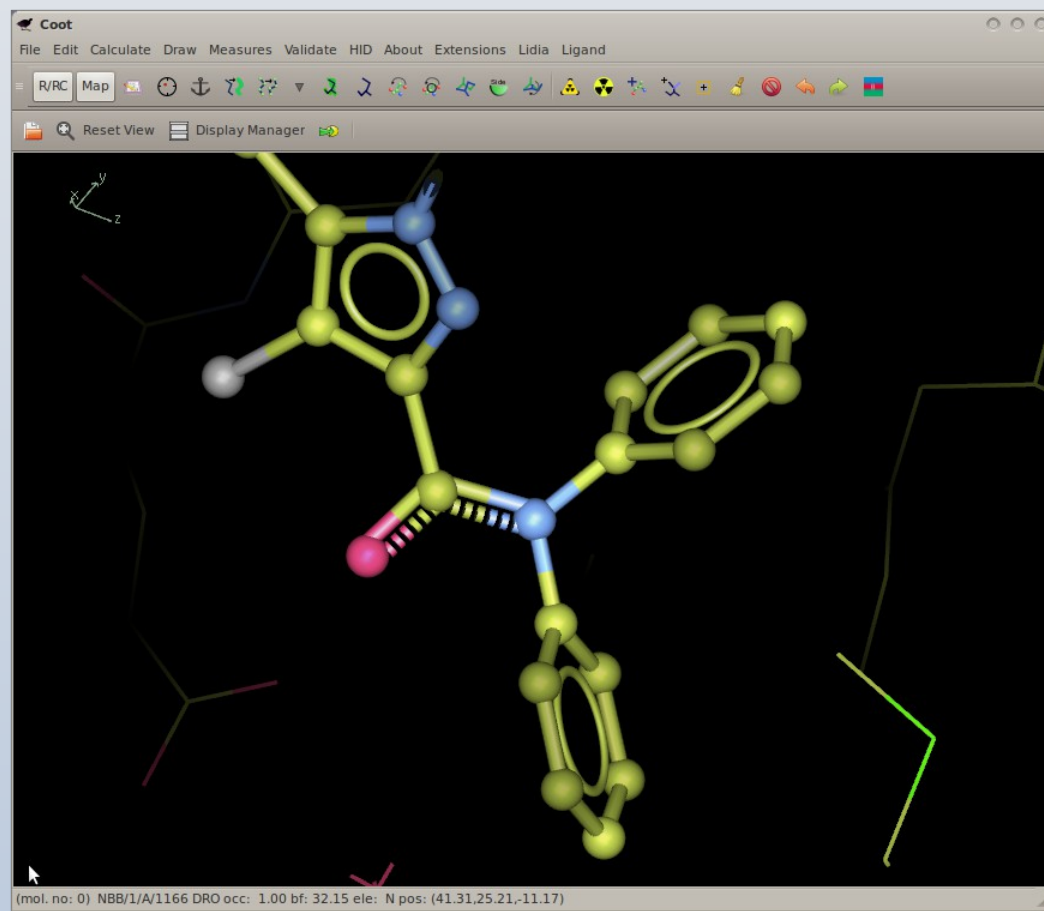 Coot
File Edit Calculate Draw Measures Validate HID About Extensions Lidia Ligand
R/RC Map Side
Reset View Display Manager
y
x
z
(mol. no: 0) NBB/1/A/1166 DRO occ: 1.00 bf: 32.15 ele: N pos: (41.31,25.21,-11.17)